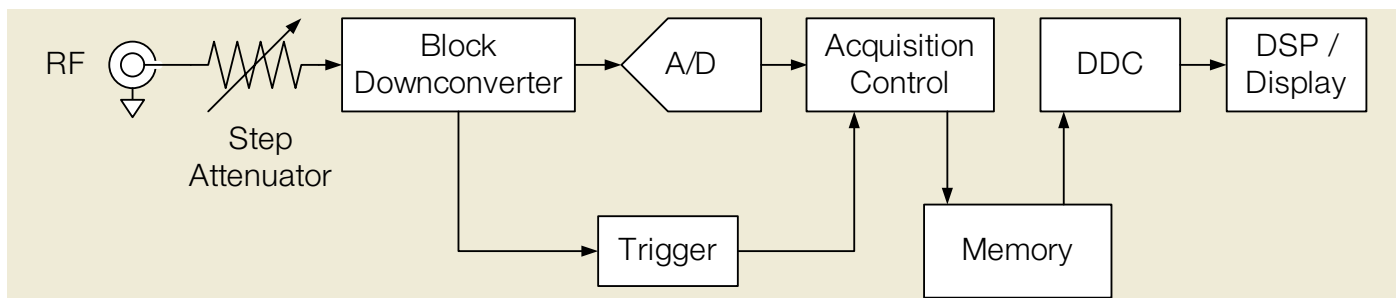 RF
Step
Attenuator
Block
Downconverter
A/D
Acquisition
Control
Trigger
Memory
DDC
DSP /
Display